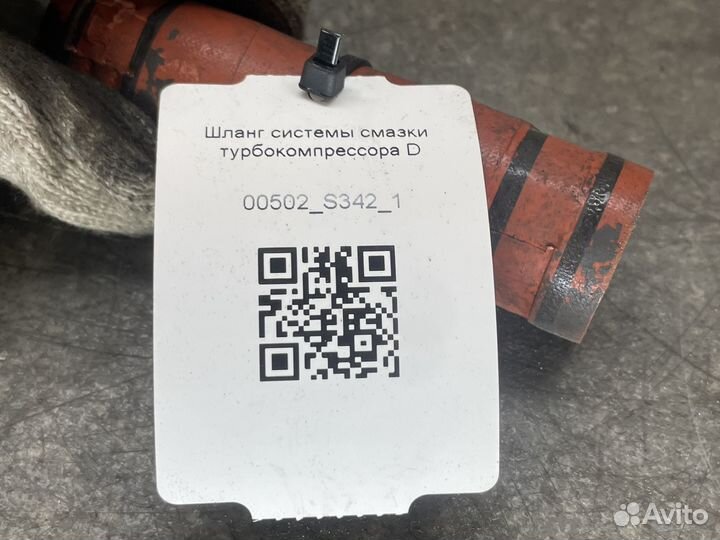 Шланг системы смазки
турбокомпрессора D
00502_S342_1
Avito